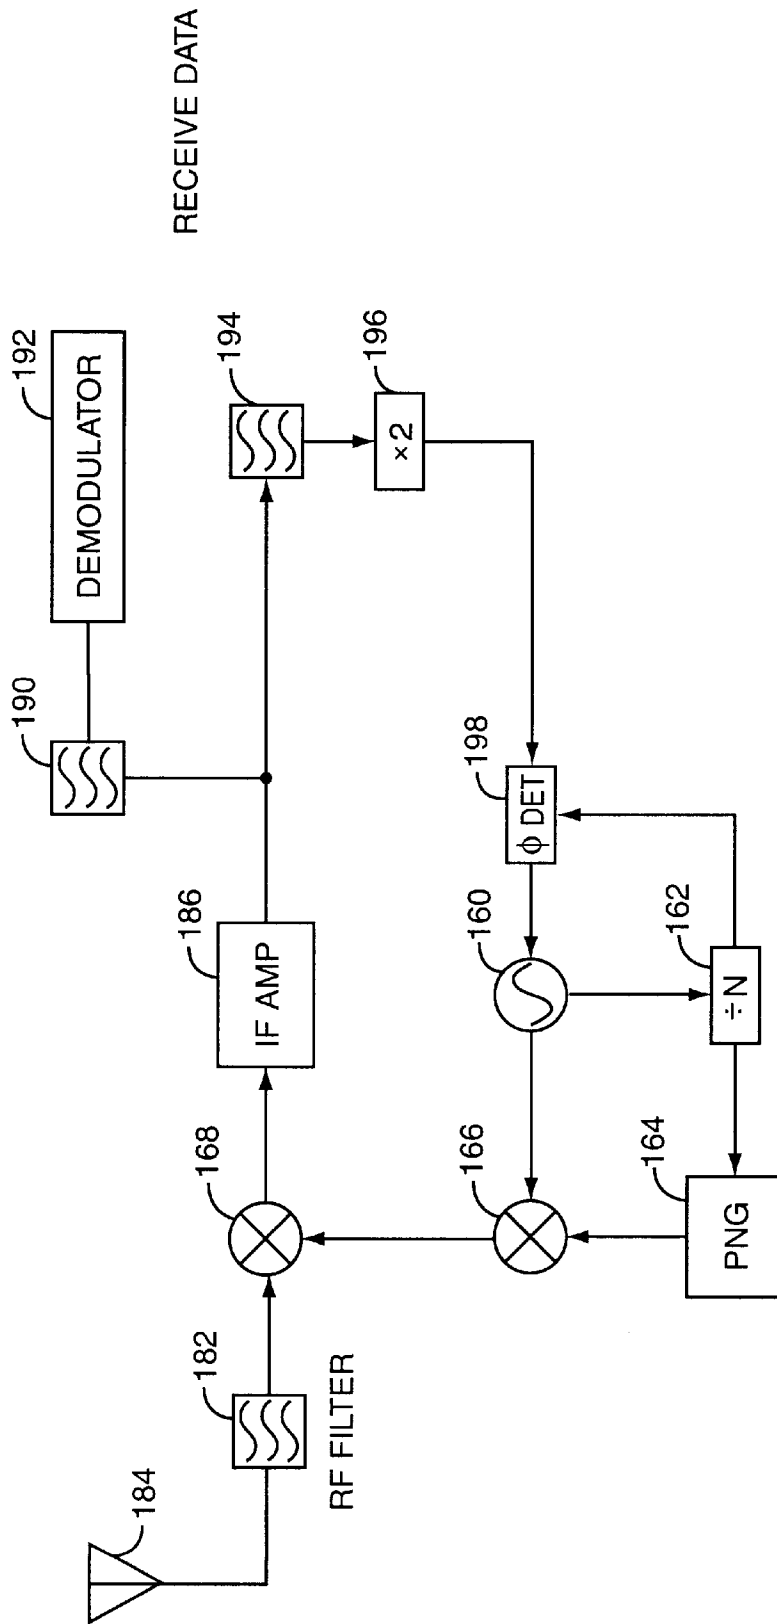 184
182
RF FILTER
168
186
IF AMP
190
192
DEMODULATOR
RECEIVE DATA
194
196
×2
198
ϕ DET
160
166
162
÷N
164
PNG